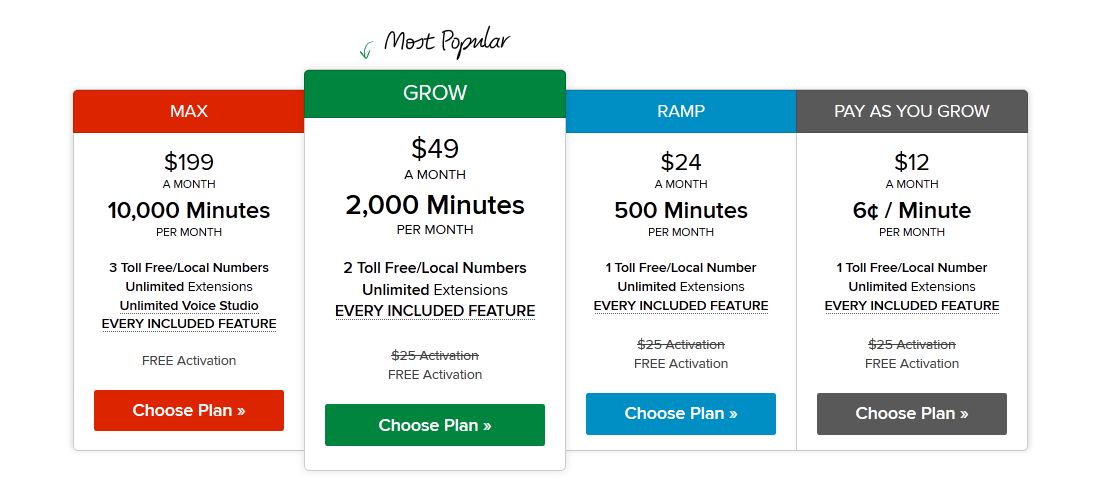 Most Popular
MAX
$199
A MONTH
10,000 Minutes
PER MONTH
3 Toll Free/Local Numbers
Unlimited Extensions
Unlimited Voice Studio
EVERY INCLUDED FEATURE
FREE Activation
Choose Plan »
GROW
$49
A MONTH
2,000 Minutes
PER MONTH
2 Toll Free/Local Numbers
Unlimited Extensions
EVERY INCLUDED FEATURE
$25 Activation
FREE Activation
Choose Plan »
RAMP
$24
A MONTH
500 Minutes
PER MONTH
1 Toll Free/Local Number
Unlimited Extensions
EVERY INCLUDED FEATURE
$25 Activation
FREE Activation
Choose Plan »
PAY AS YOU GROW
$12
A MONTH
6¢ / Minute
PER MONTH
1 Toll Free/Local Number
Unlimited Extensions
EVERY INCLUDED FEATURE
$25 Activation
FREE Activation
Choose Plan »